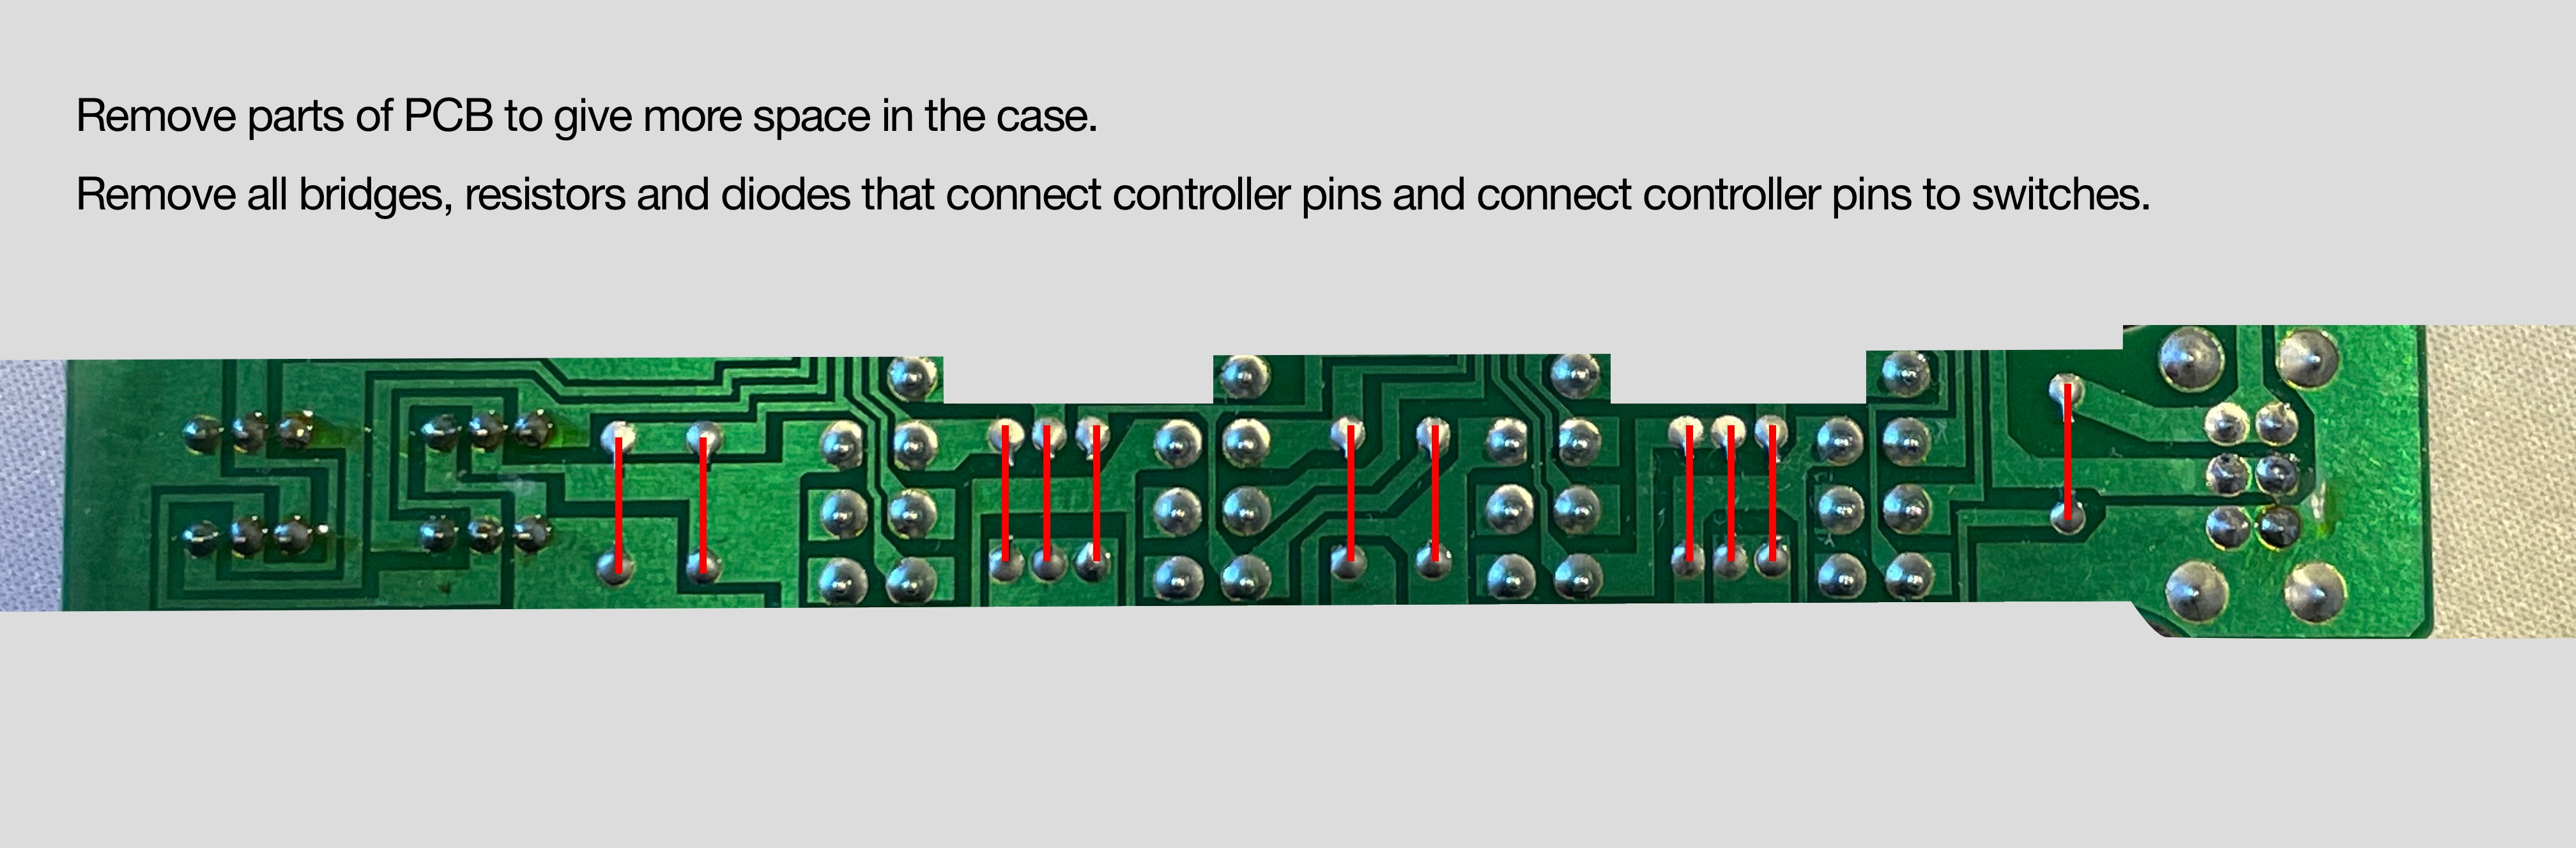 Remove parts of PCB to give more space in the case.
Remove all bridges, resistors and diodes that connect controller pins and connect controller pins to switches.